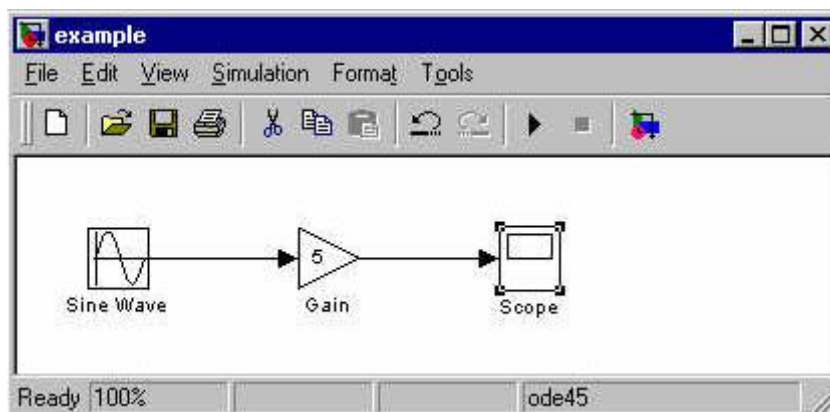 example
File Edit View Simulation Format Tools
5
Sine Wave
Gain
Scope
Ready 100% ode45